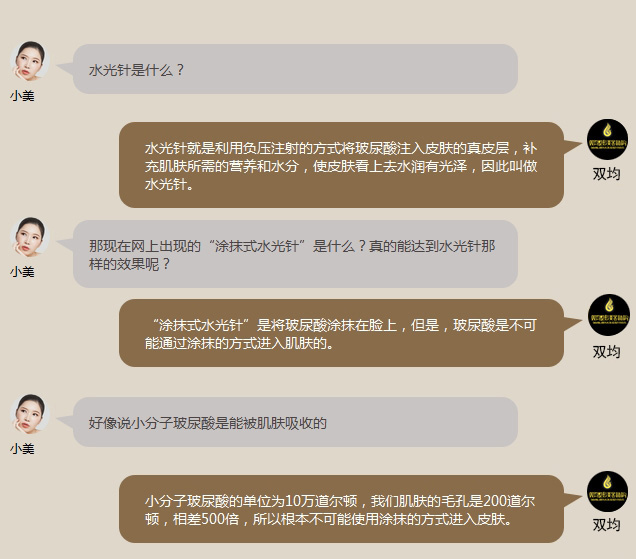 水光针是什么？
小美
水光针就是利用负压注射的方式将玻尿酸注入皮肤的真皮层，补
充肌肤所需的营养和水分，使皮肤看上去水润有光泽，因此叫做
水光针。
双均
那现在网上出现的“涂抹式水光针”是什么？真的能达到水光针那
样的效果呢？
小美
“涂抹式水光针”是将玻尿酸涂抹在脸上，但是，玻尿酸是不可
能通过涂抹的方式进入肌肤的。
双均
好像说小分子玻尿酸是能被肌肤吸收的
小美
小分子玻尿酸的单位为10万道尔顿，我们肌肤的毛孔是200道尔
顿，相差500倍，所以根本不可能使用涂抹的方式进入皮肤。
双均